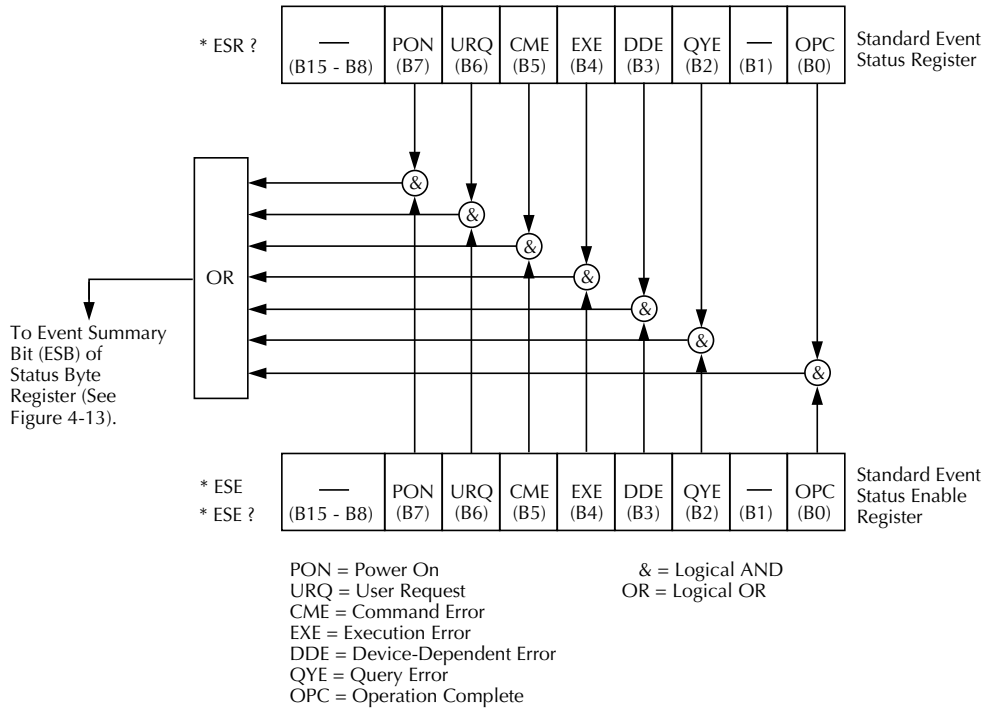 * ESR ?
—
(B15 - B8)
PON
(B7)
URQ
(B6)
CME
(B5)
EXE
(B4)
DDE
(B3)
QYE
(B2)
—
(B1)
OPC
(B0)
Standard Event
Status Register
&
&
&
&
&
&
&
OR
To Event Summary
Bit (ESB) of
Status Byte
Register (See
Figure 4-13).
* ESE
* ESE ?
—
(B15 - B8)
PON
(B7)
URQ
(B6)
CME
(B5)
EXE
(B4)
DDE
(B3)
QYE
(B2)
—
(B1)
OPC
(B0)
Standard Event
Status Enable
Register
PON = Power On
URQ = User Request
CME = Command Error
EXE = Execution Error
DDE = Device-Dependent Error
QYE = Query Error
OPC = Operation Complete
& = Logical AND
OR = Logical OR